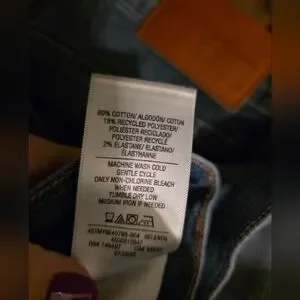 80% COTTON/ ALGODÓN/ COTON
18% RECYCLED POLYESTER/
POLIÉSTER RECICLADO/
POLYESTER RECYCLÉ
2% ELASTANE/ ELASTANO/
ÉLASTHANNE
MACHINE WASH COLD
GENTLE CYCLE
ONLY NON-CHLORINE BLEACH
WHEN NEEDED
TUMBLE DRY LOW
MEDIUM IRON IF NEEDED